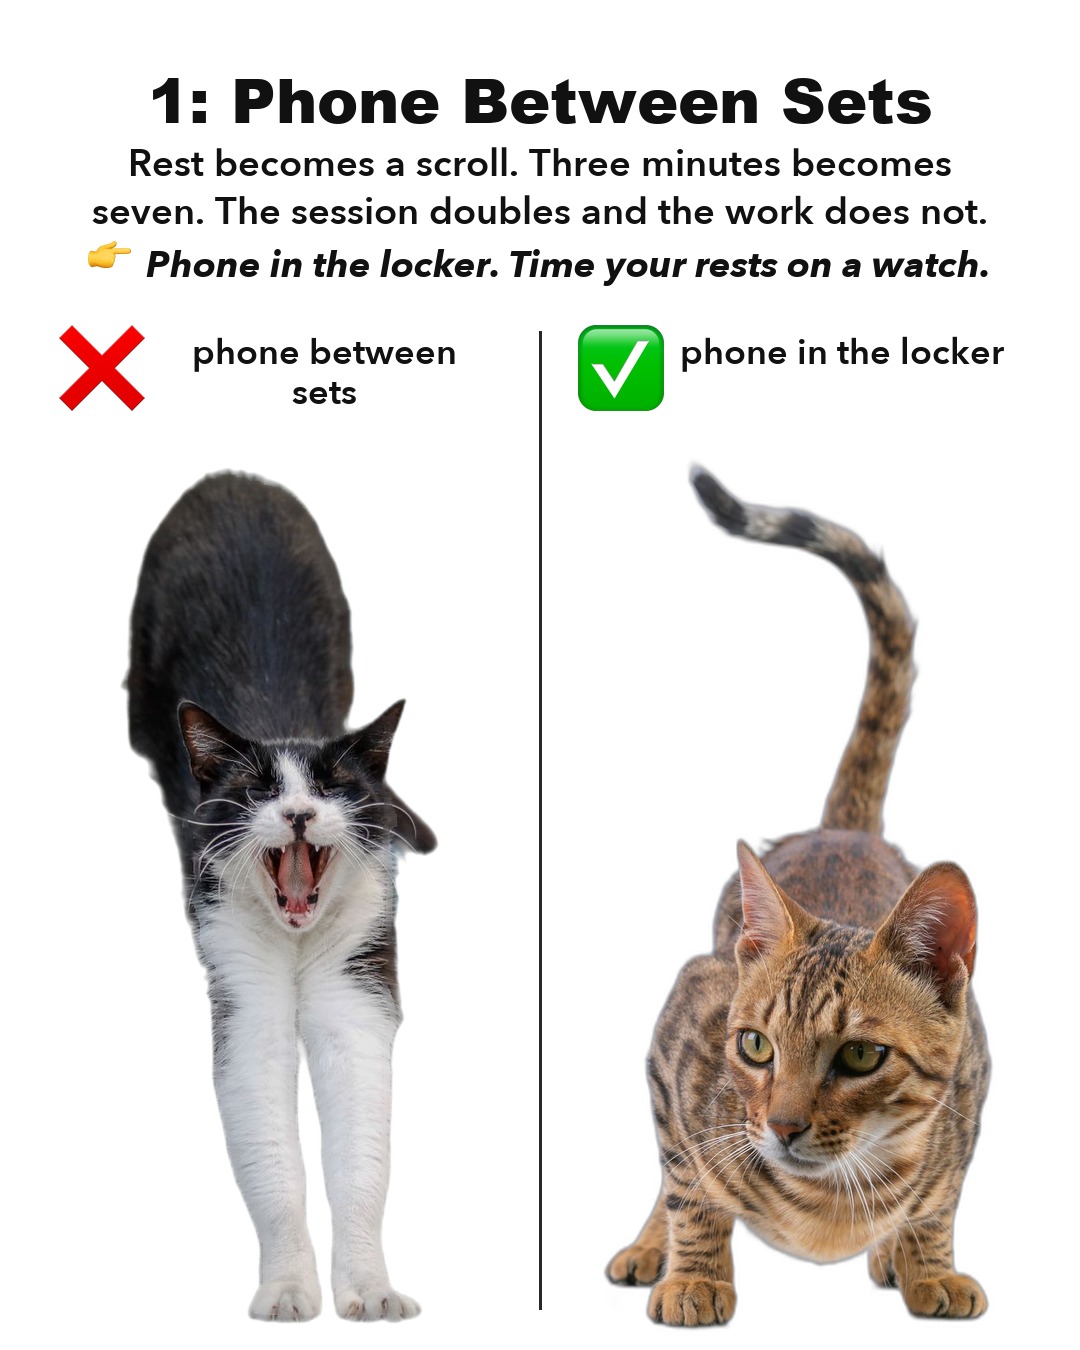 1: Phone Between Sets
Rest becomes a scroll. Three minutes becomes
seven. The session doubles and the work does not.
👉 Phone in the locker. Time your rests on a watch.
❌ phone between
sets
✅ phone in the locker